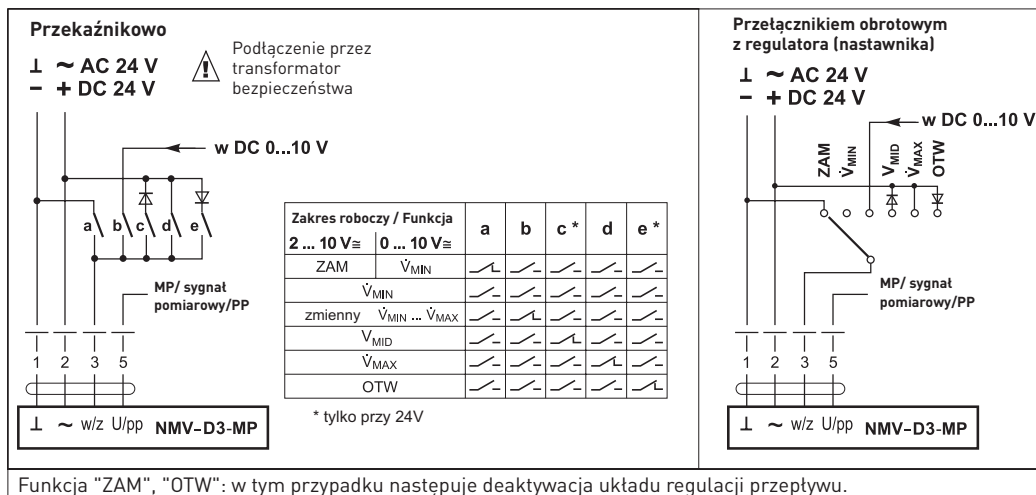 Przekaźnikowo
⊥ ~ AC 24 V
− + DC 24 V
Podłączenie przez
transformator
bezpieczeństwa
w DC 0...10 V
a b c d e
MP/ sygnał
pomiarowy/PP
1 2 3 5
⊥ ~ w/z U/pp NMV-D3-MP
Zakres roboczy / Funkcja a b c * d e *
2 ... 10 V≅ 0 ... 10 V≅
ZAM V̇MIN
V̇MIN
zmienny V̇MIN ... V̇MAX
VMID
V̇MAX
OTW
* tylko przy 24V
Przełącznikiem obrotowym
z regulatora (nastawnika)
⊥ ~ AC 24 V
− + DC 24 V
w DC 0...10 V
ZAM V̇MIN VMID V̇MAX OTW
MP/ sygnał
pomiarowy/PP
1 2 3 5
⊥ ~ w/z U/pp NMV-D3-MP
Funkcja "ZAM", "OTW": w tym przypadku następuje deaktywacja układu regulacji przepływu.